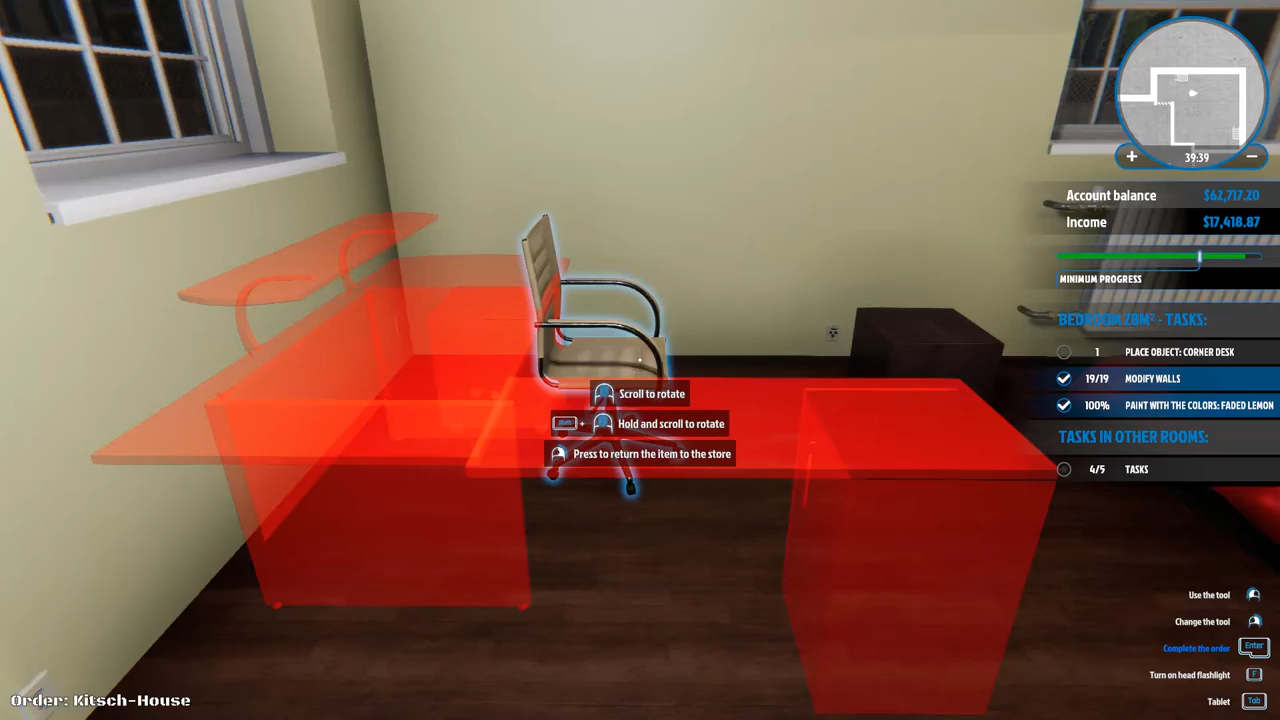 39:39
Account balance $62,717.20
Income $17,418.87
MINIMUM PROGRESS
BEDROOM 28M² - TASKS:
1 PLACE OBJECT: CORNER DESK
19/19 MODIFY WALLS
100% PAINT WITH THE COLORS: FADED LEMON
TASKS IN OTHER ROOMS:
4/5 TASKS
Scroll to rotate
+ Hold and scroll to rotate
Press to return the item to the store
Use the tool
Change the tool
Complete the order Enter
Turn on head flashlight F
Tablet Tab
Order: Kitsch-House